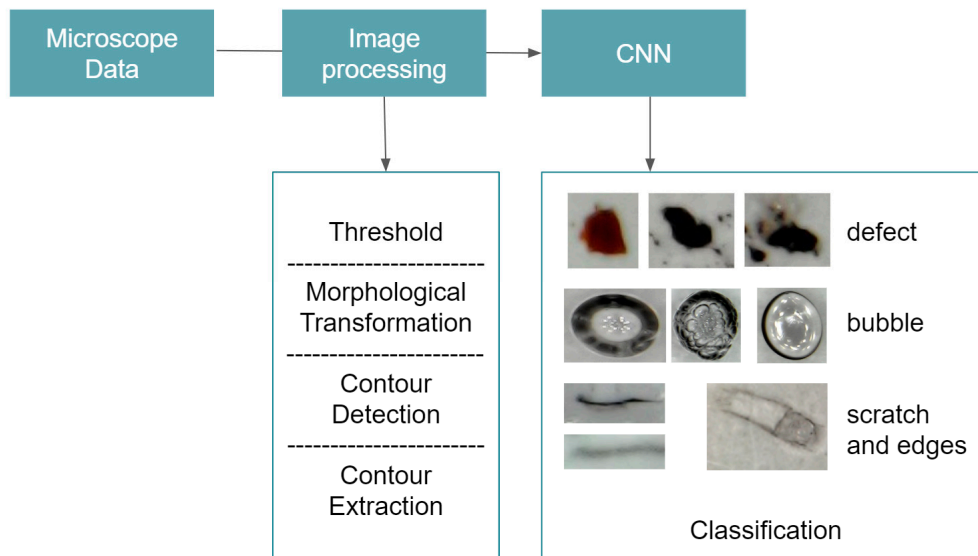 Microscope
Data
Image
processing
CNN
Threshold
Morphological
Transformation
Contour
Detection
Contour
Extraction
defect
bubble
scratch
and edges
Classification